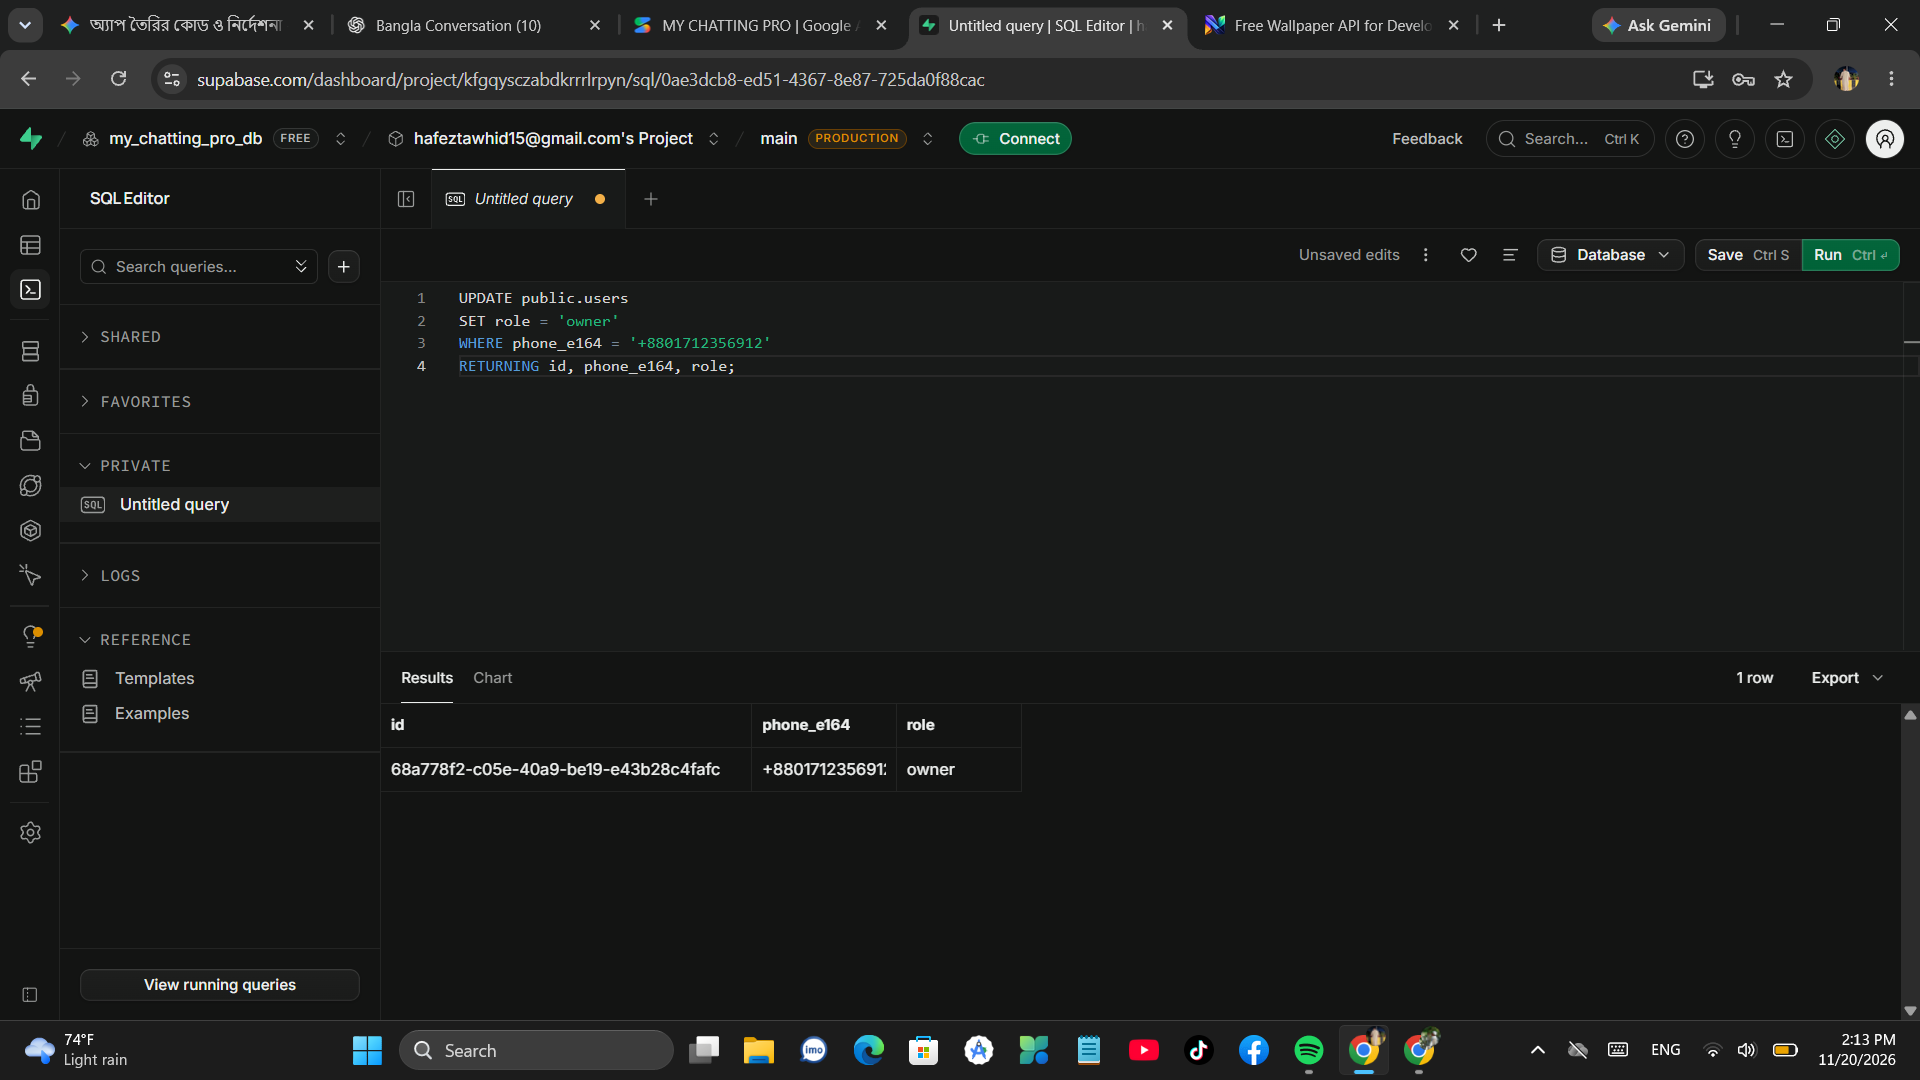 অ্যাপ তৈরির কোড ও নির্দেশনা
Bangla Conversation (10)
MY CHATTING PRO | Google
Untitled query | SQL Editor | h
Free Wallpaper API for Develo
Ask Gemini
supabase.com/dashboard/project/kfgqysczabdkrrrlrpyn/sql/0ae3dcb8-ed51-4367-8e87-725da0f88cac
my_chatting_pro_db FREE
hafeztawhid15@gmail.com's Project
main PRODUCTION
Connect
Feedback
Search... Ctrl K
SQL Editor
SQL Untitled query
Search queries...
Unsaved edits
Database
Save Ctrl S
Run Ctrl
1 UPDATE public.users
2 SET role = 'owner'
3 WHERE phone_e164 = '+8801712356912'
4 RETURNING id, phone_e164, role;
SHARED
FAVORITES
PRIVATE
SQL Untitled query
LOGS
REFERENCE
Templates
Examples
View running queries
Results Chart
1 row Export
id phone_e164 role
68a778f2-c05e-40a9-be19-e43b28c4fafc +880171235691 owner
74°F
Light rain
Search
imo
ENG
2:13 PM
11/20/2026